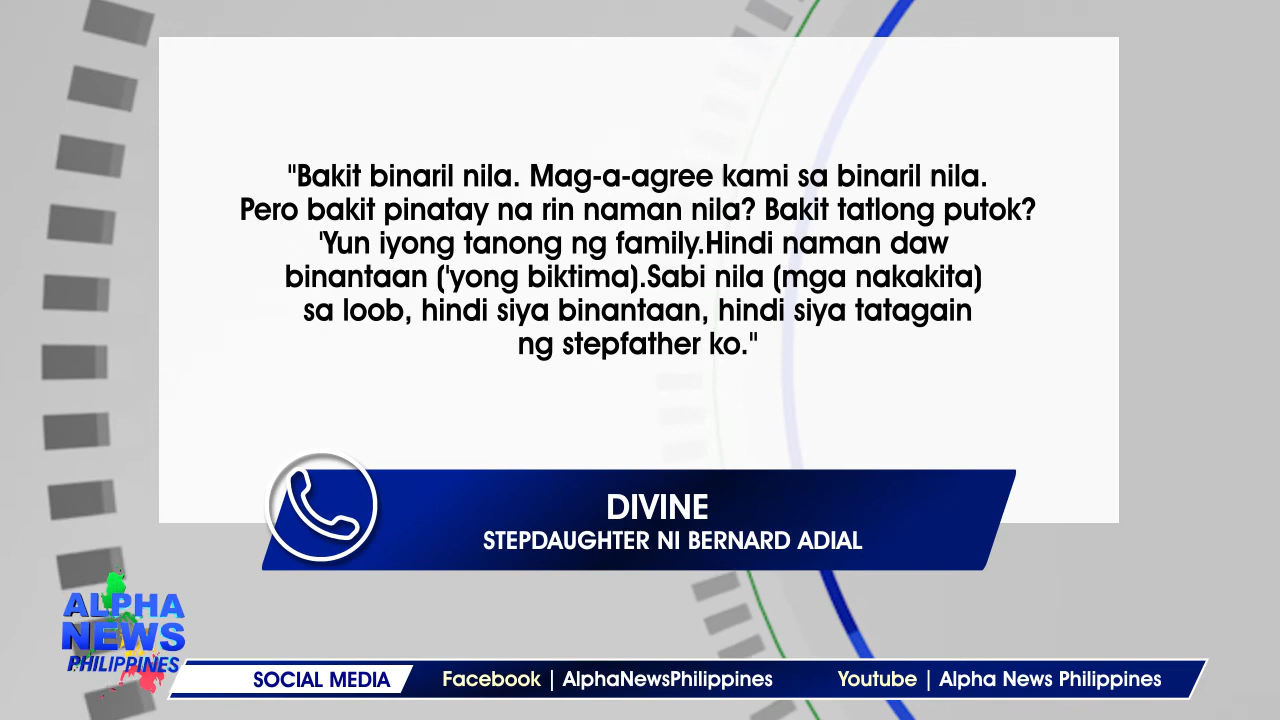 "Bakit binaril nila. Mag-a-agree kami sa binaril nila.
Pero bakit pinatay na rin naman nila? Bakit tatlong putok?
'Yun iyong tanong ng family.Hindi naman daw
binantaan ('yong biktima).Sabi nila (mga nakakita)
sa loob, hindi siya binantaan, hindi siya tatagain
ng stepfather ko."
DIVINE
STEPDAUGHTER NI BERNARD ADIAL
ALPHA
NEWS
PHILIPPINES
SOCIAL MEDIA Facebook | AlphaNewsPhilippines Youtube | Alpha News Philippines